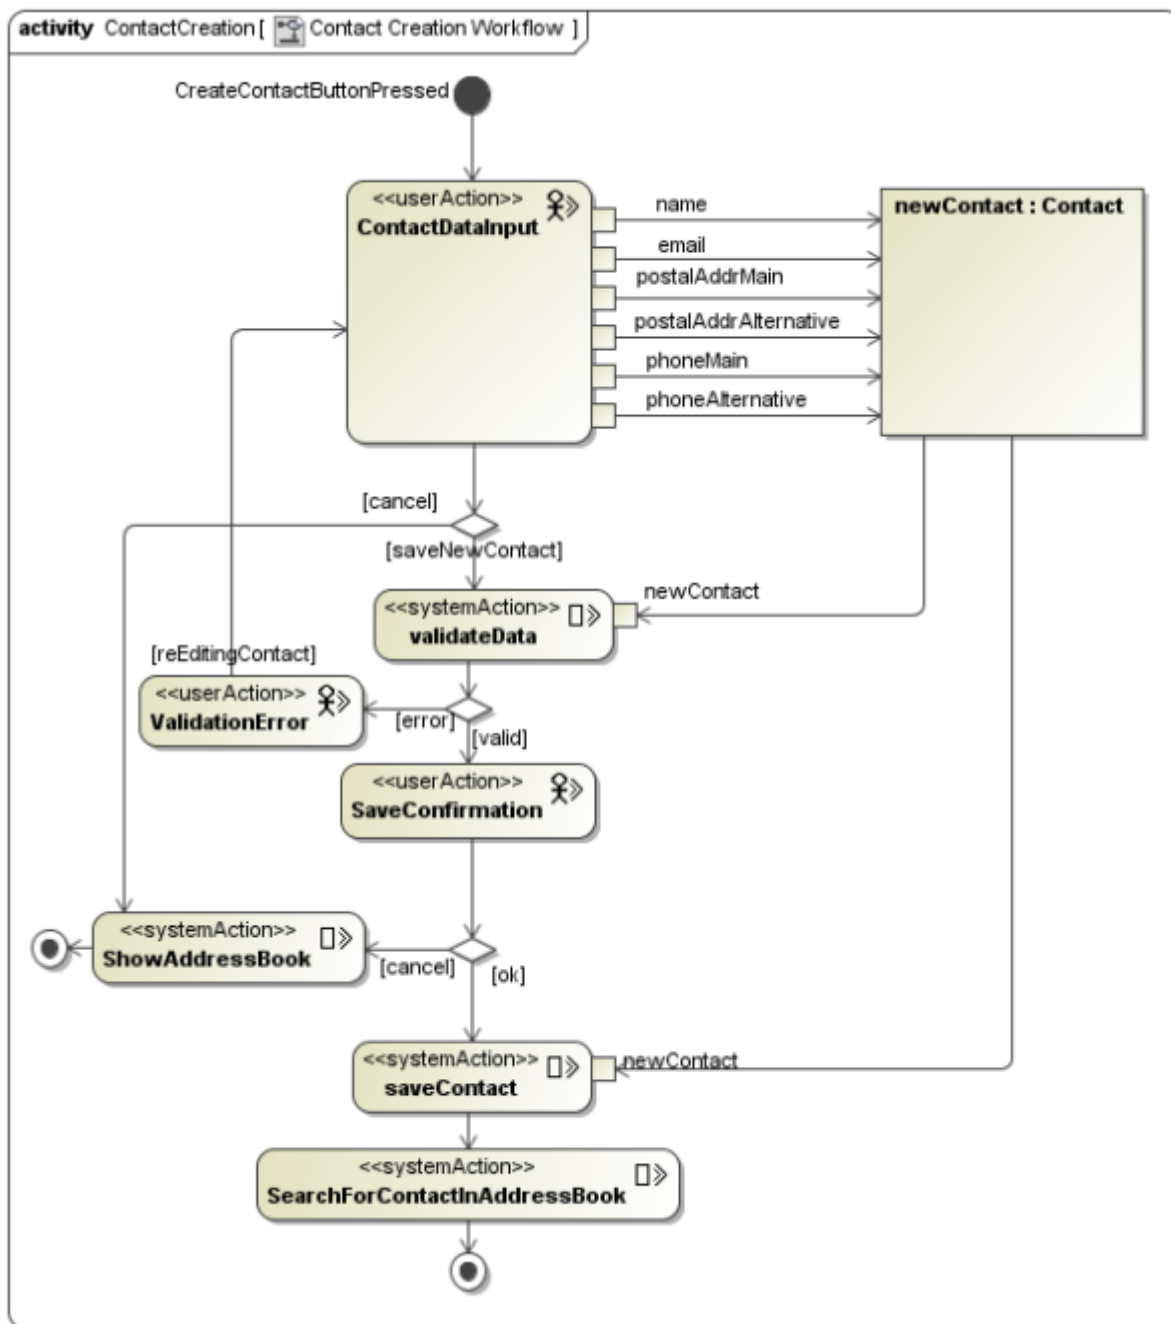 activity ContactCreation [ Contact Creation Workflow ]
CreateContactButtonPressed
<<userAction>>
ContactDataInput
name
email
postalAddrMain
postalAddrAlternative
phoneMain
phoneAlternative
newContact : Contact
[cancel]
[saveNewContact]
<<systemAction>>
validateData
newContact
[reEditingContact]
<<userAction>>
ValidationError
[error]
[valid]
<<userAction>>
SaveConfirmation
<<systemAction>>
ShowAddressBook
[cancel]
[ok]
<<systemAction>>
saveContact
newContact
<<systemAction>>
SearchForContactInAddressBook